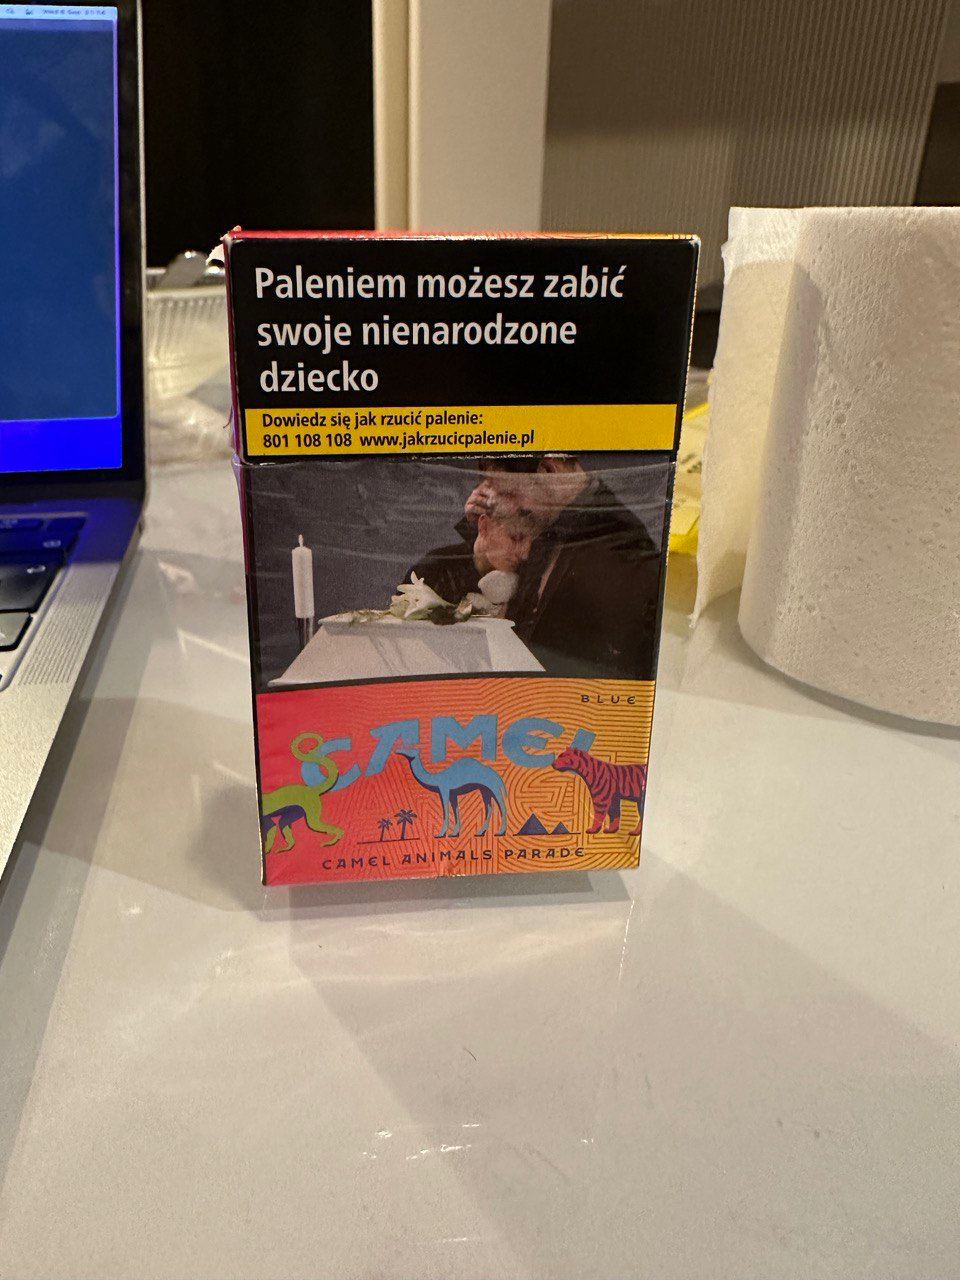 Paleniem możesz zabić
swoje nienarodzone
dziecko
Dowiedz się jak rzucić palenie:
801 108 108 www.jakrzucicpalenie.pl
BLUE
CAMEL
CAMEL ANIMALS PARADE